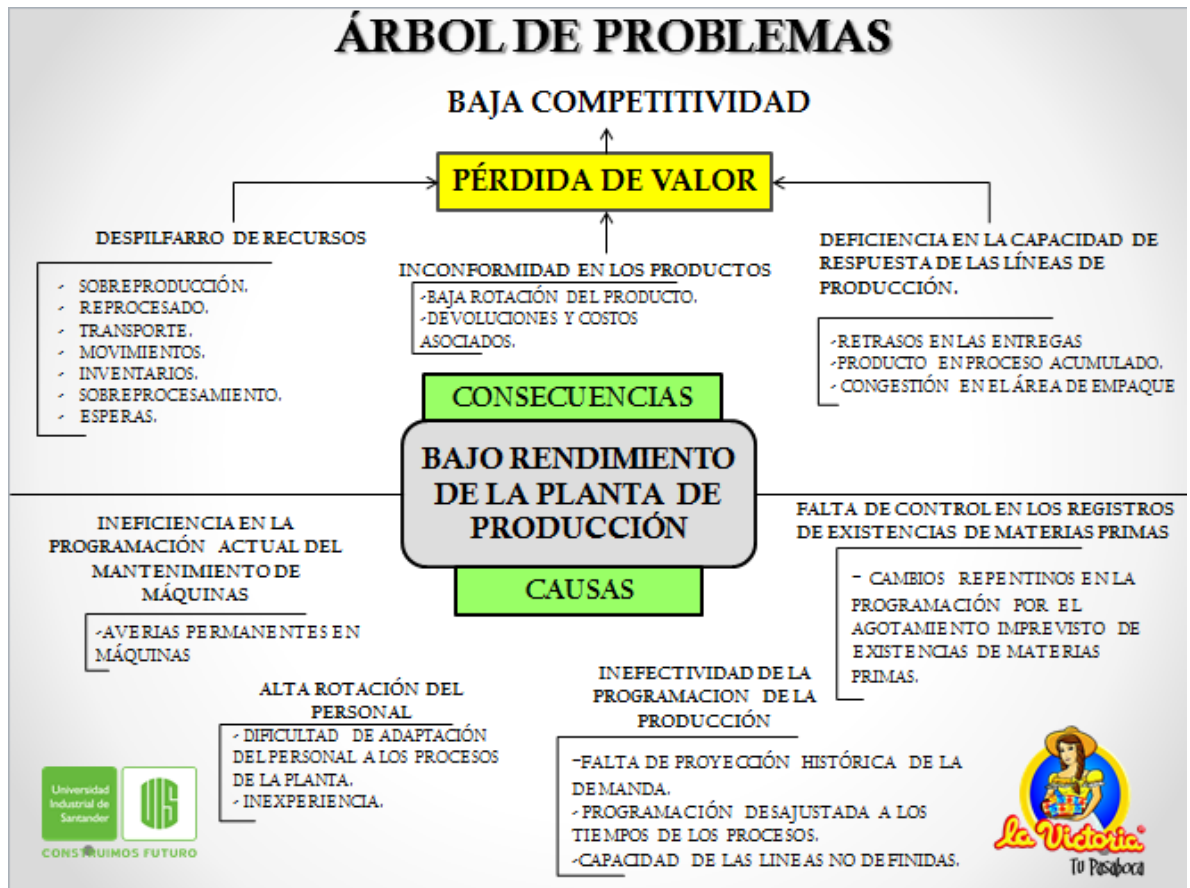 ÁRBOL DE PROBLEMAS
BAJA COMPETITIVIDAD
PÉRDIDA DE VALOR
DESPILFARRO DE RECURSOS
- SOBREPRODUCCIÓN.
- REPROCESADO.
- TRANSPORTE.
- MOVIMIENTOS.
- INVENTARIOS.
- SOBREPROCESAMIENTO.
- ESPERAS.
INCONFORMIDAD EN LOS PRODUCTOS
-BAJA ROTACIÓN DEL PRODUCTO.
-DEVOLUCIONES Y COSTOS
ASOCIADOS.
DEFICIENCIA EN LA CAPACIDAD DE
RESPUESTA DE LAS LÍNEAS DE
PRODUCCIÓN.
-RETRASOS EN LAS ENTREGAS
-PRODUCTO EN PROCESO ACUMULADO.
- CONGESTIÓN EN EL ÁREA DE EMPAQUE
CONSECUENCIAS
BAJO RENDIMIENTO
DE LA PLANTA DE
PRODUCCIÓN
CAUSAS
INEFICIENCIA EN LA
PROGRAMACIÓN ACTUAL DEL
MANTENIMIENTO DE
MÁQUINAS
-AVERIAS PERMANENTES EN
MÁQUINAS
ALTA ROTACIÓN DEL
PERSONAL
- DIFICULTAD DE ADAPTACIÓN
DEL PERSONAL A LOS PROCESOS
DE LA PLANTA.
- INEXPERIENCIA.
INEFECTIVIDAD DE LA
PROGRAMACION DE LA
PRODUCCIÓN
-FALTA DE PROYECCIÓN HISTÓRICA DE LA
DEMANDA.
- PROGRAMACIÓN DESAJUSTADA A LOS
TIEMPOS DE LOS PROCESOS.
-CAPACIDAD DE LAS LINEAS NO DEFINIDAS.
FALTA DE CONTROL EN LOS REGISTROS
DE EXISTENCIAS DE MATERIAS PRIMAS
- CAMBIOS REPENTINOS EN LA
PROGRAMACIÓN POR EL
AGOTAMIENTO IMPREVISTO DE
EXISTENCIAS DE MATERIAS
PRIMAS.
Universidad
Industrial de
Santander
UIS
CONSTRUIMOS FUTURO
la Victoria
Tu Pasaboca